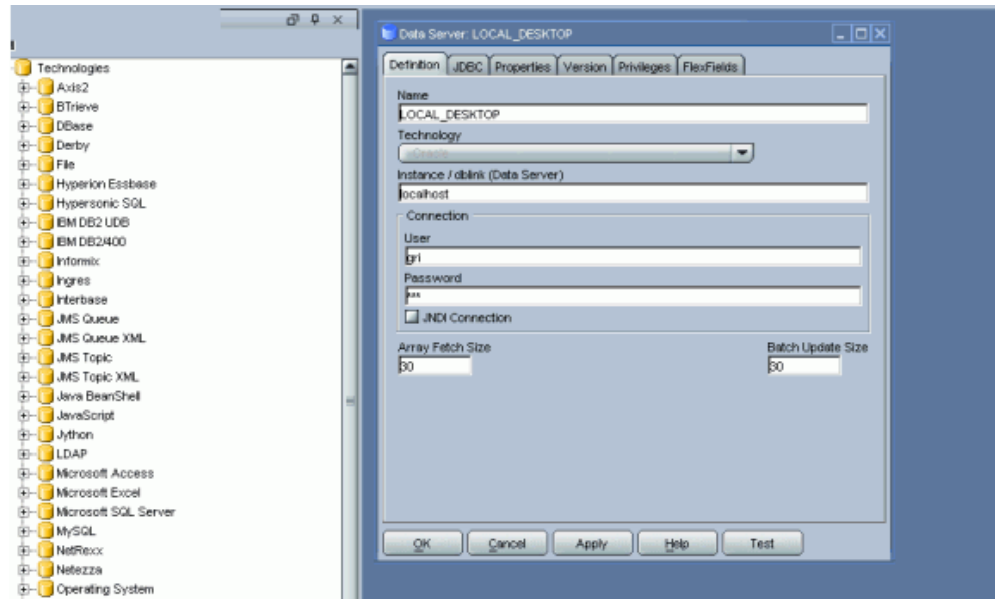 Technologies
Axis2
BTrieve
DBase
Derby
File
Hyperion Essbase
Hypersonic SQL
IBM DB2 UDB
IBM DB2/400
Informix
Ingres
Interbase
JMS Queue
JMS Queue XML
JMS Topic
JMS Topic XML
Java BeanShell
JavaScript
Jython
LDAP
Microsoft Access
Microsoft Excel
Microsoft SQL Server
MySQL
NetRexx
Netezza
Operating System
Data Server: LOCAL_DESKTOP
Definition JDBC Properties Version Privileges FlexFields
Name
LOCAL_DESKTOP
Technology
Oracle
Instance / dblink (Data Server)
localhost
Connection
User
gri
Password
***
JNDI Connection
Array Fetch Size Batch Update Size
30 30
OK Cancel Apply Help Test